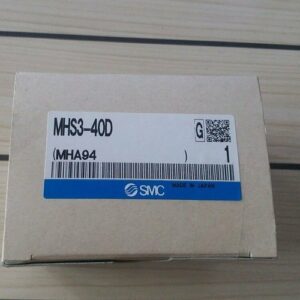 MHS3-40D
G
(MHA94 ) 1
SMC
MADE IN JAPAN